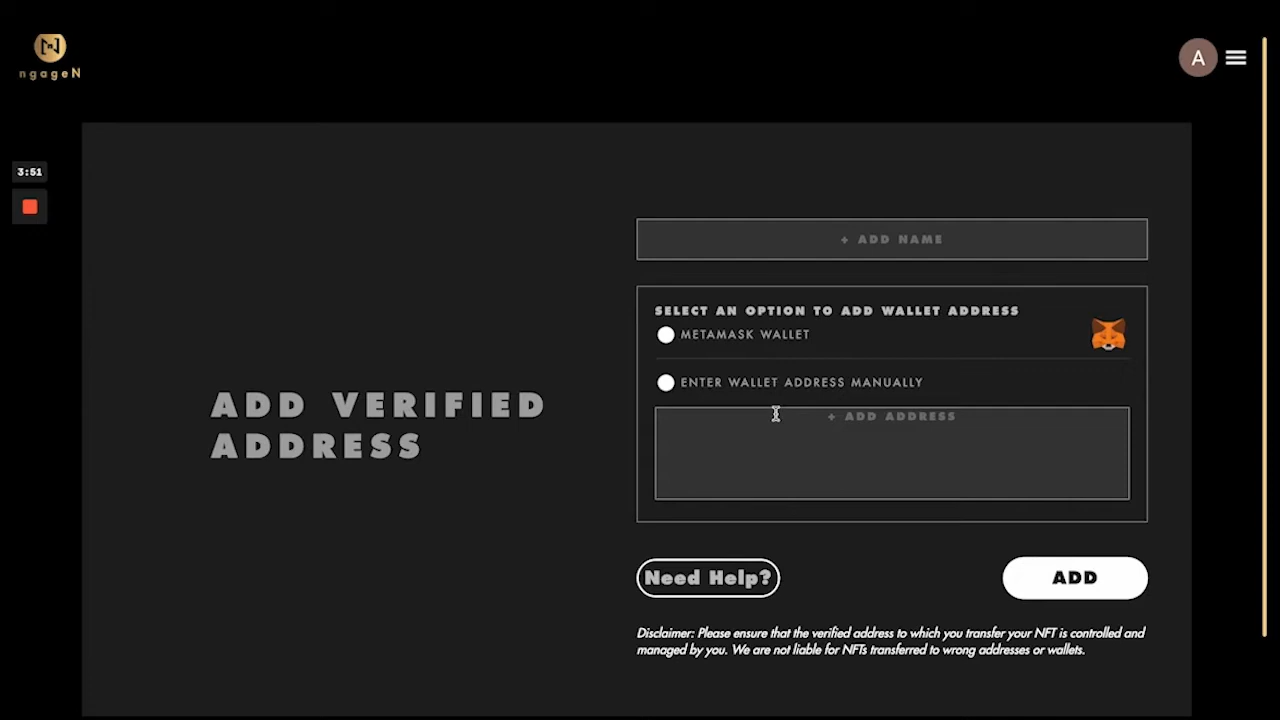 ngageN
A
3:51
+ ADD NAME
SELECT AN OPTION TO ADD WALLET ADDRESS
METAMASK WALLET
ENTER WALLET ADDRESS MANUALLY
+ ADD ADDRESS
ADD VERIFIED
ADDRESS
Need Help?
ADD
Disclaimer: Please ensure that the verified address to which you transfer your NFT is controlled and
managed by you. We are not liable for NFTs transferred to wrong addresses or wallets.